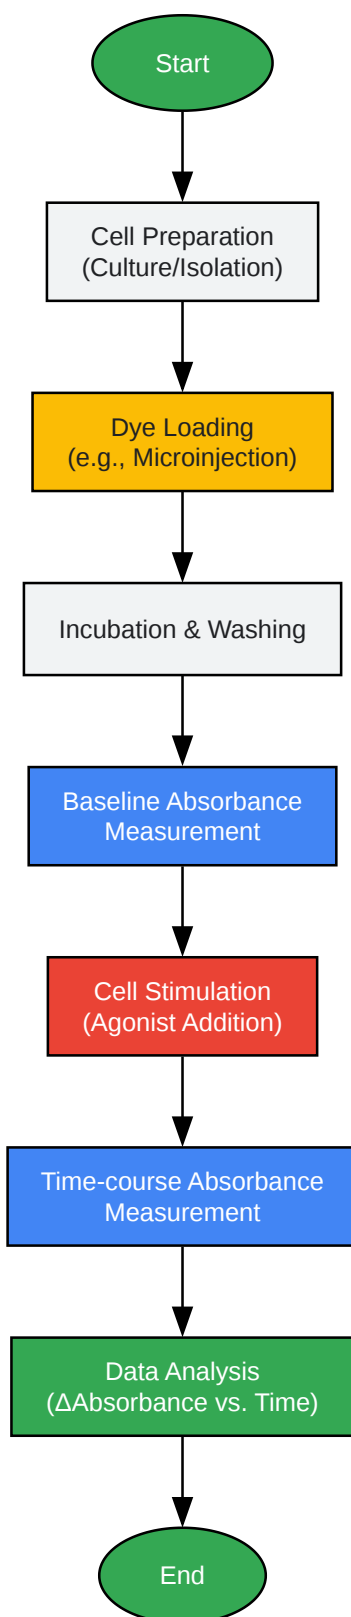 Start
Cell Preparation
(Culture/Isolation)
Dye Loading
(e.g., Microinjection)
Incubation & Washing
Baseline Absorbance
Measurement
Cell Stimulation
(Agonist Addition)
Time-course Absorbance
Measurement
Data Analysis
(ΔAbsorbance vs. Time)
End